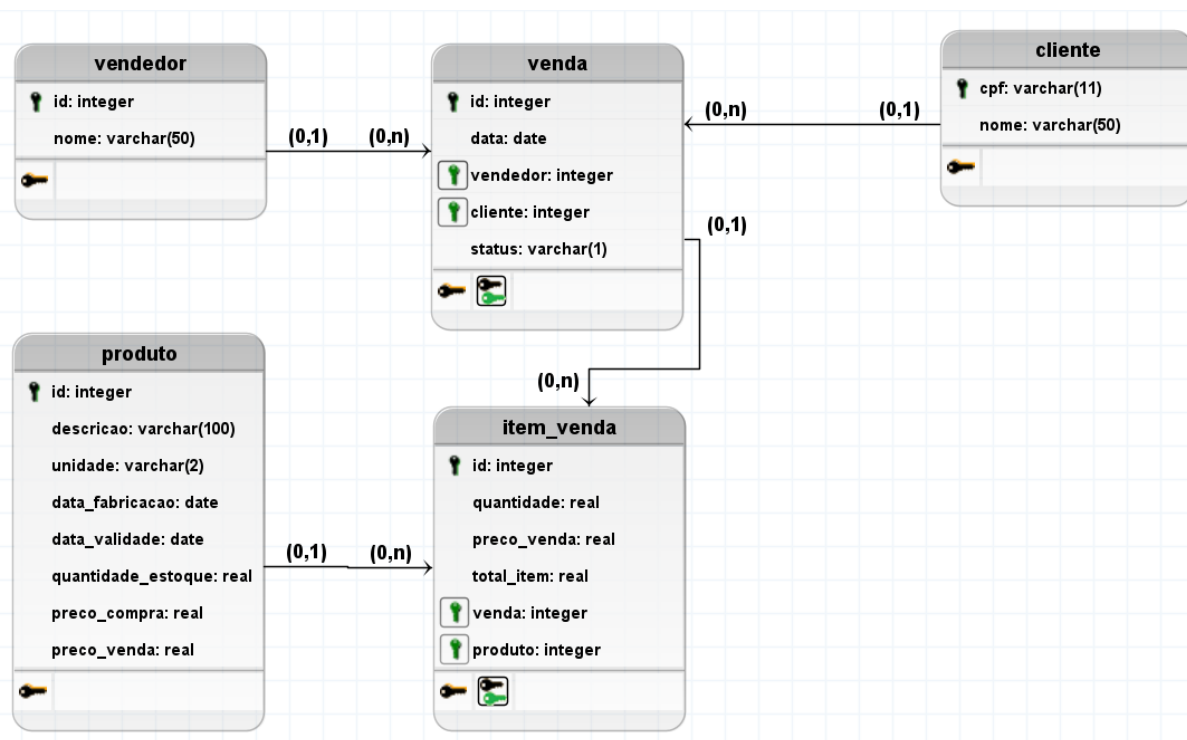 vendedor
id: integer
nome: varchar(50)
(0,1)
(0,n)
venda
id: integer
data: date
vendedor: integer
cliente: integer
status: varchar(1)
(0,n)
(0,1)
cliente
cpf: varchar(11)
nome: varchar(50)
(0,1)
(0,n)
produto
id: integer
descricao: varchar(100)
unidade: varchar(2)
data_fabricacao: date
data_validade: date
quantidade_estoque: real
preco_compra: real
preco_venda: real
(0,1)
(0,n)
item_venda
id: integer
quantidade: real
preco_venda: real
total_item: real
venda: integer
produto: integer